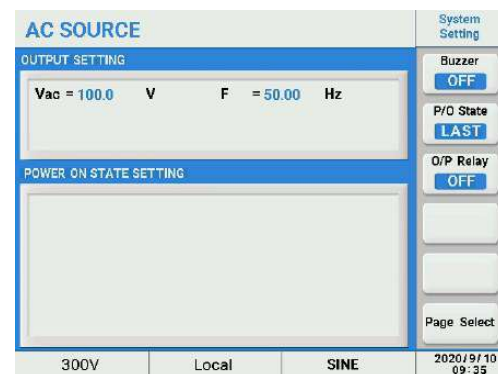 AC SOURCE
OUTPUT SETTING
Vac = 100.0 V F = 50.00 Hz
POWER ON STATE SETTING
System
Setting
Buzzer
OFF
P/O State
LAST
O/P Relay
OFF
Page Select
300V Local SINE
2020/9/10
09:35